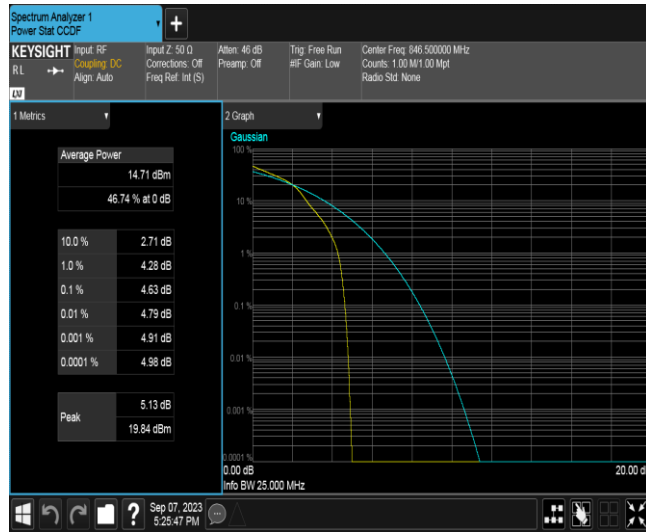 Spectrum Analyzer 1
Power Stat CCDF
KEYSIGHT Input: RF Input Z: 50 Ω Atten: 46 dB Trig: Free Run Center Freq: 846.500000 MHz
RL Coupling: DC Corrections: Off Preamp: Off #IF Gain: Low Counts: 1.00 M/1.00 Mpt
Align: Auto Freq Ref: Int (S) Radio Std: None
LXI
1 Metrics
Average Power
14.71 dBm
46.74 % at 0 dB
10.0 % 2.71 dB
1.0 % 4.28 dB
0.1 % 4.63 dB
0.01 % 4.79 dB
0.001 % 4.91 dB
0.0001 % 4.98 dB
Peak 5.13 dB
19.84 dBm
2 Graph
Gaussian
100 %
10 %
1 %
0.1 %
0.01 %
0.001 %
0.0001 %
0.00 dB 20.00 d
Info BW 25.000 MHz
Sep 07, 2023
5:25:47 PM